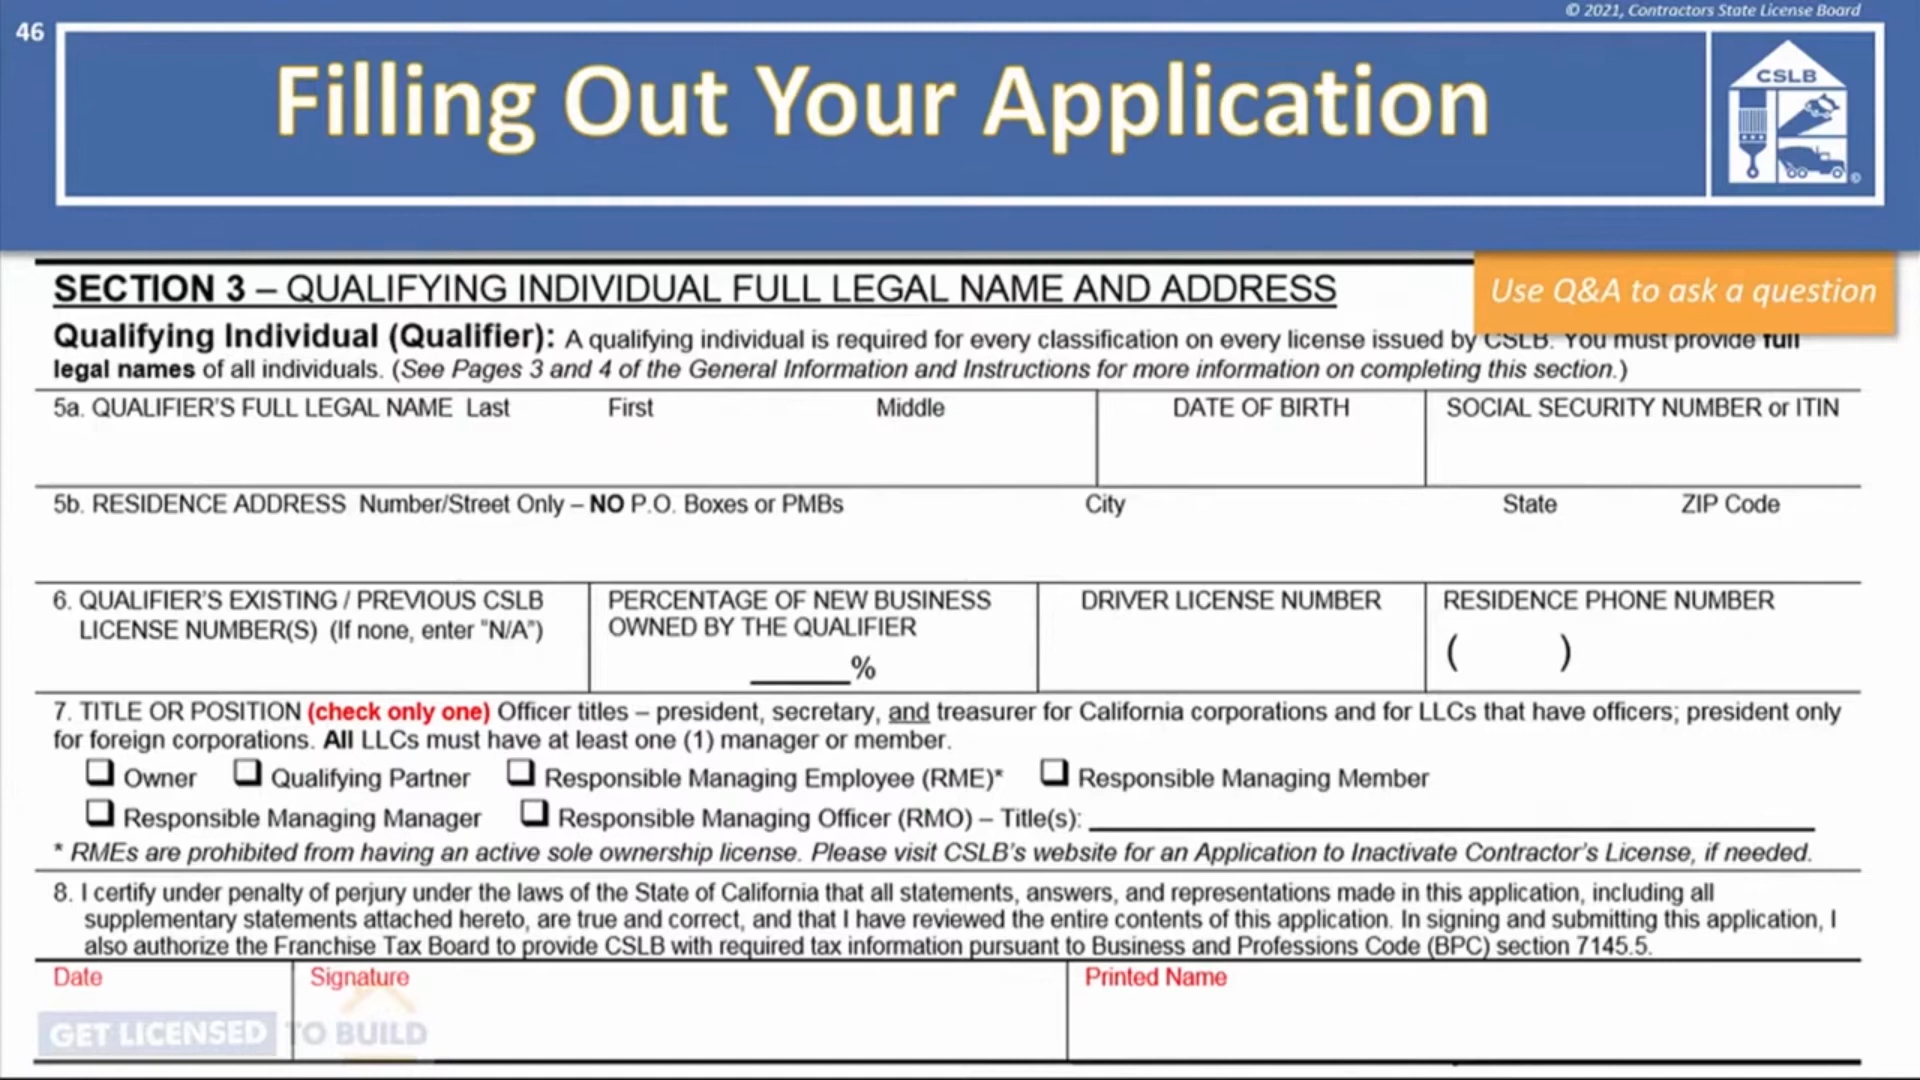 © 2021, Contractors State License Board
46
Filling Out Your Application
CSLB
©
SECTION 3 – QUALIFYING INDIVIDUAL FULL LEGAL NAME AND ADDRESS
Use Q&A to ask a question
Qualifying Individual (Qualifier): A qualifying individual is required for every classification on every license issued by CSLB. You must provide full
legal names of all individuals. (See Pages 3 and 4 of the General Information and Instructions for more information on completing this section.)
5a. QUALIFIER'S FULL LEGAL NAME Last First Middle DATE OF BIRTH SOCIAL SECURITY NUMBER or ITIN
5b. RESIDENCE ADDRESS Number/Street Only – NO P.O. Boxes or PMBs City State ZIP Code
6. QUALIFIER'S EXISTING / PREVIOUS CSLB
LICENSE NUMBER(S) (If none, enter "N/A")
PERCENTAGE OF NEW BUSINESS
OWNED BY THE QUALIFIER
_______%
DRIVER LICENSE NUMBER
RESIDENCE PHONE NUMBER
( )
7. TITLE OR POSITION (check only one) Officer titles – president, secretary, and treasurer for California corporations and for LLCs that have officers; president only
for foreign corporations. All LLCs must have at least one (1) manager or member.
❑ Owner ❑ Qualifying Partner ❑ Responsible Managing Employee (RME)* ❑ Responsible Managing Member
❑ Responsible Managing Manager ❑ Responsible Managing Officer (RMO) – Title(s): ____________________
* RMEs are prohibited from having an active sole ownership license. Please visit CSLB's website for an Application to Inactivate Contractor's License, if needed.
8. I certify under penalty of perjury under the laws of the State of California that all statements, answers, and representations made in this application, including all
supplementary statements attached hereto, are true and correct, and that I have reviewed the entire contents of this application. In signing and submitting this application, I
also authorize the Franchise Tax Board to provide CSLB with required tax information pursuant to Business and Professions Code (BPC) section 7145.5.
Date Signature Printed Name
GET LICENSED TO BUILD